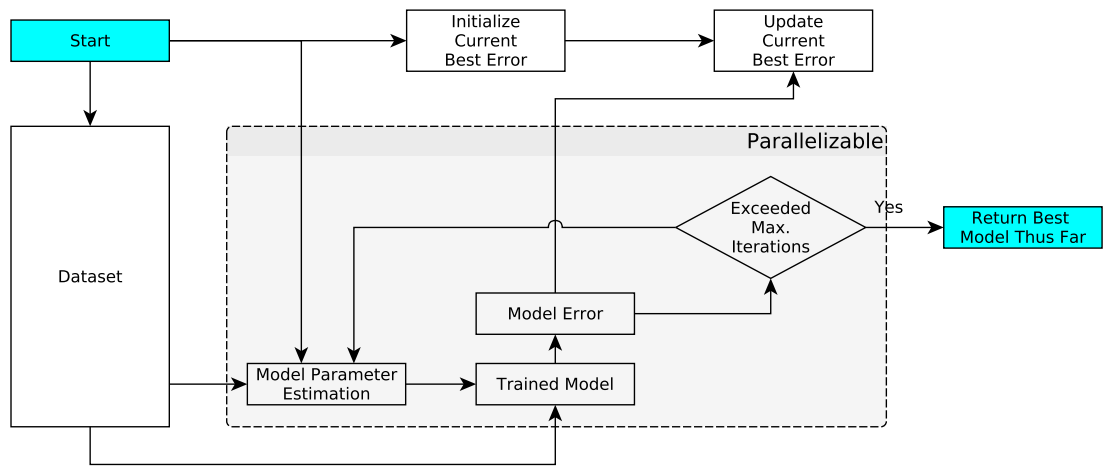 Start
Initialize
Current
Best Error
Update
Current
Best Error
Parallelizable
Dataset
Exceeded
Max.
Iterations
Yes
Return Best
Model Thus Far
Model Error
Model Parameter
Estimation
Trained Model